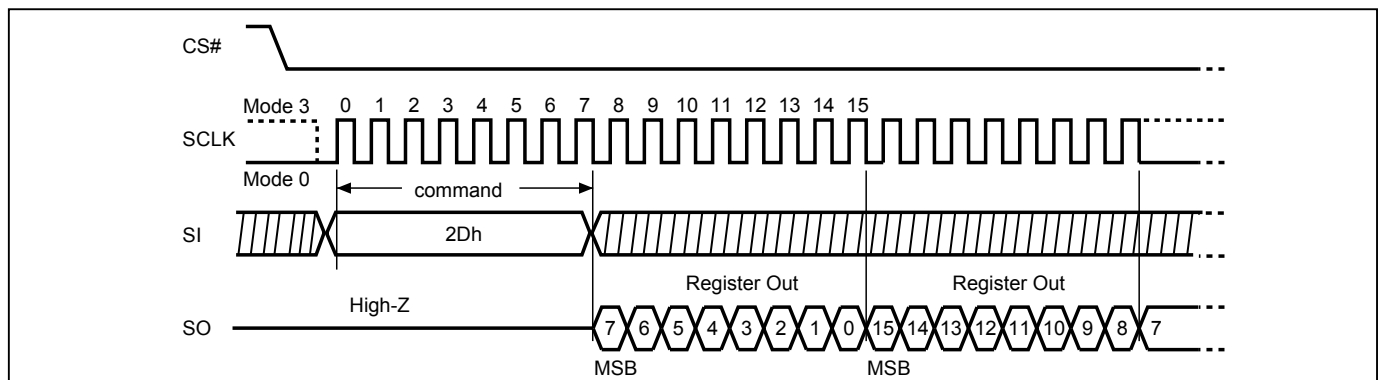 CS#
Mode 3 0 1 2 3 4 5 6 7 8 9 10 11 12 13 14 15
SCLK
Mode 0
command
SI 2Dh
Register Out Register Out
High-Z
SO 7 6 5 4 3 2 1 0 15 14 13 12 11 10 9 8 7
MSB MSB